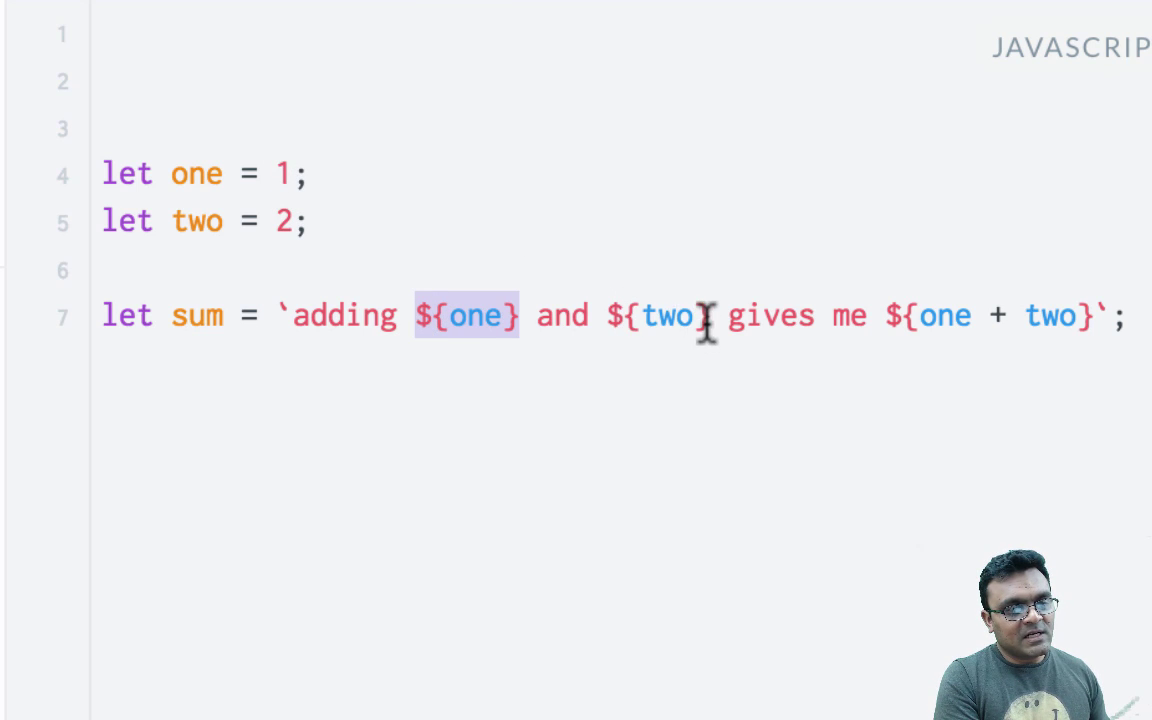 JAVASCRIP
1
2
3
4 let one = 1;
5 let two = 2;
6
7 let sum = `adding ${one} and ${two} gives me ${one + two}`;